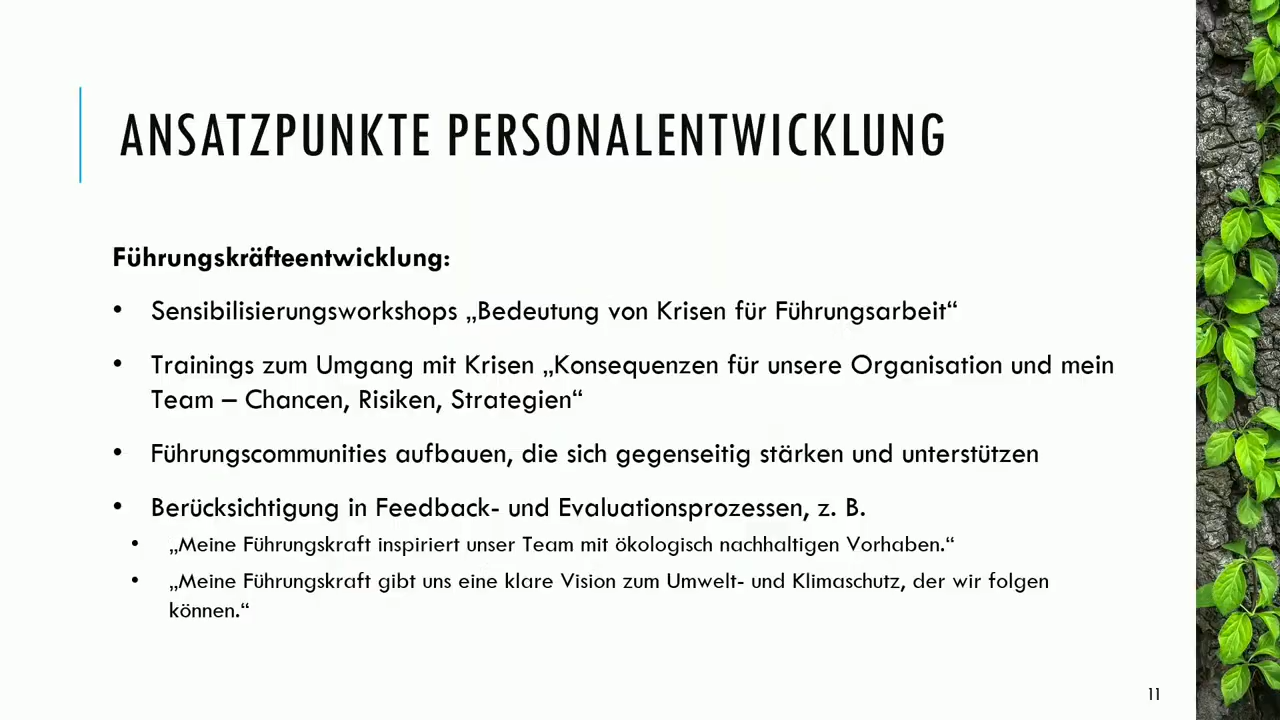 ANSATZPUNKTE PERSONALENTWICKLUNG
Führungskräfteentwicklung:
• Sensibilisierungsworkshops „Bedeutung von Krisen für Führungsarbeit“
• Trainings zum Umgang mit Krisen „Konsequenzen für unsere Organisation und mein
Team – Chancen, Risiken, Strategien“
• Führungscommunities aufbauen, die sich gegenseitig stärken und unterstützen
• Berücksichtigung in Feedback- und Evaluationsprozessen, z. B.
• „Meine Führungskraft inspiriert unser Team mit ökologisch nachhaltigen Vorhaben.“
• „Meine Führungskraft gibt uns eine klare Vision zum Umwelt- und Klimaschutz, der wir folgen
können.“
11